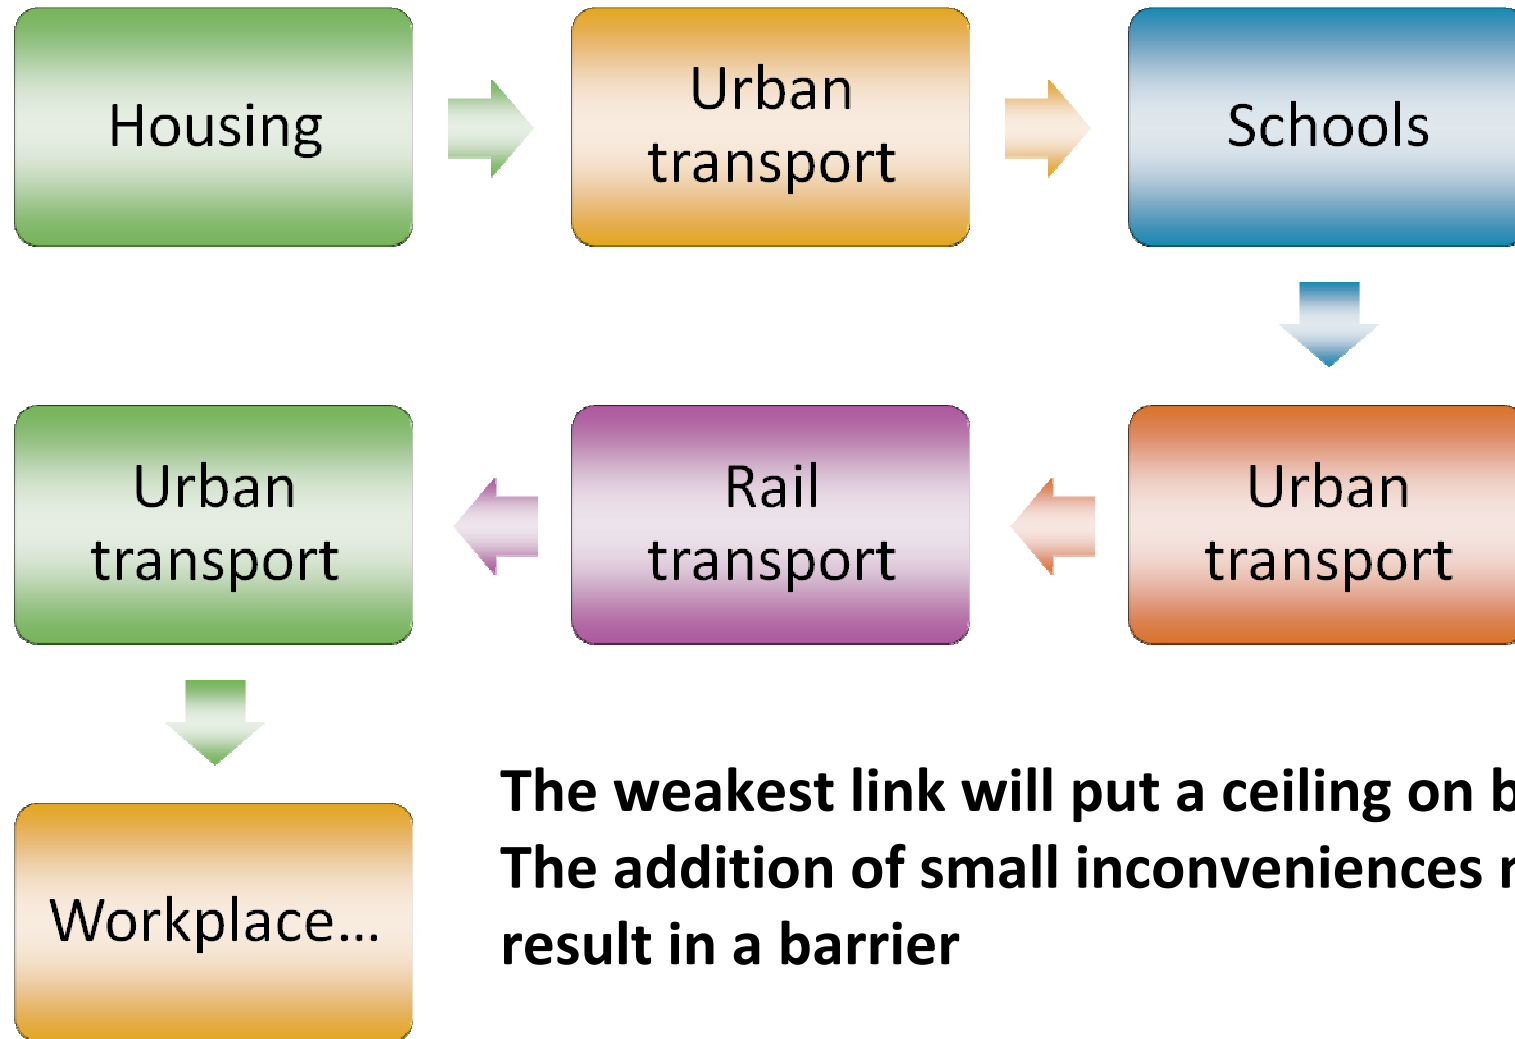 Housing
Urban
transport
Schools
Urban
transport
Rail
transport
Urban
transport
Workplace...
The weakest link will put a ceiling on
The addition of small inconveniences
result in a barrier